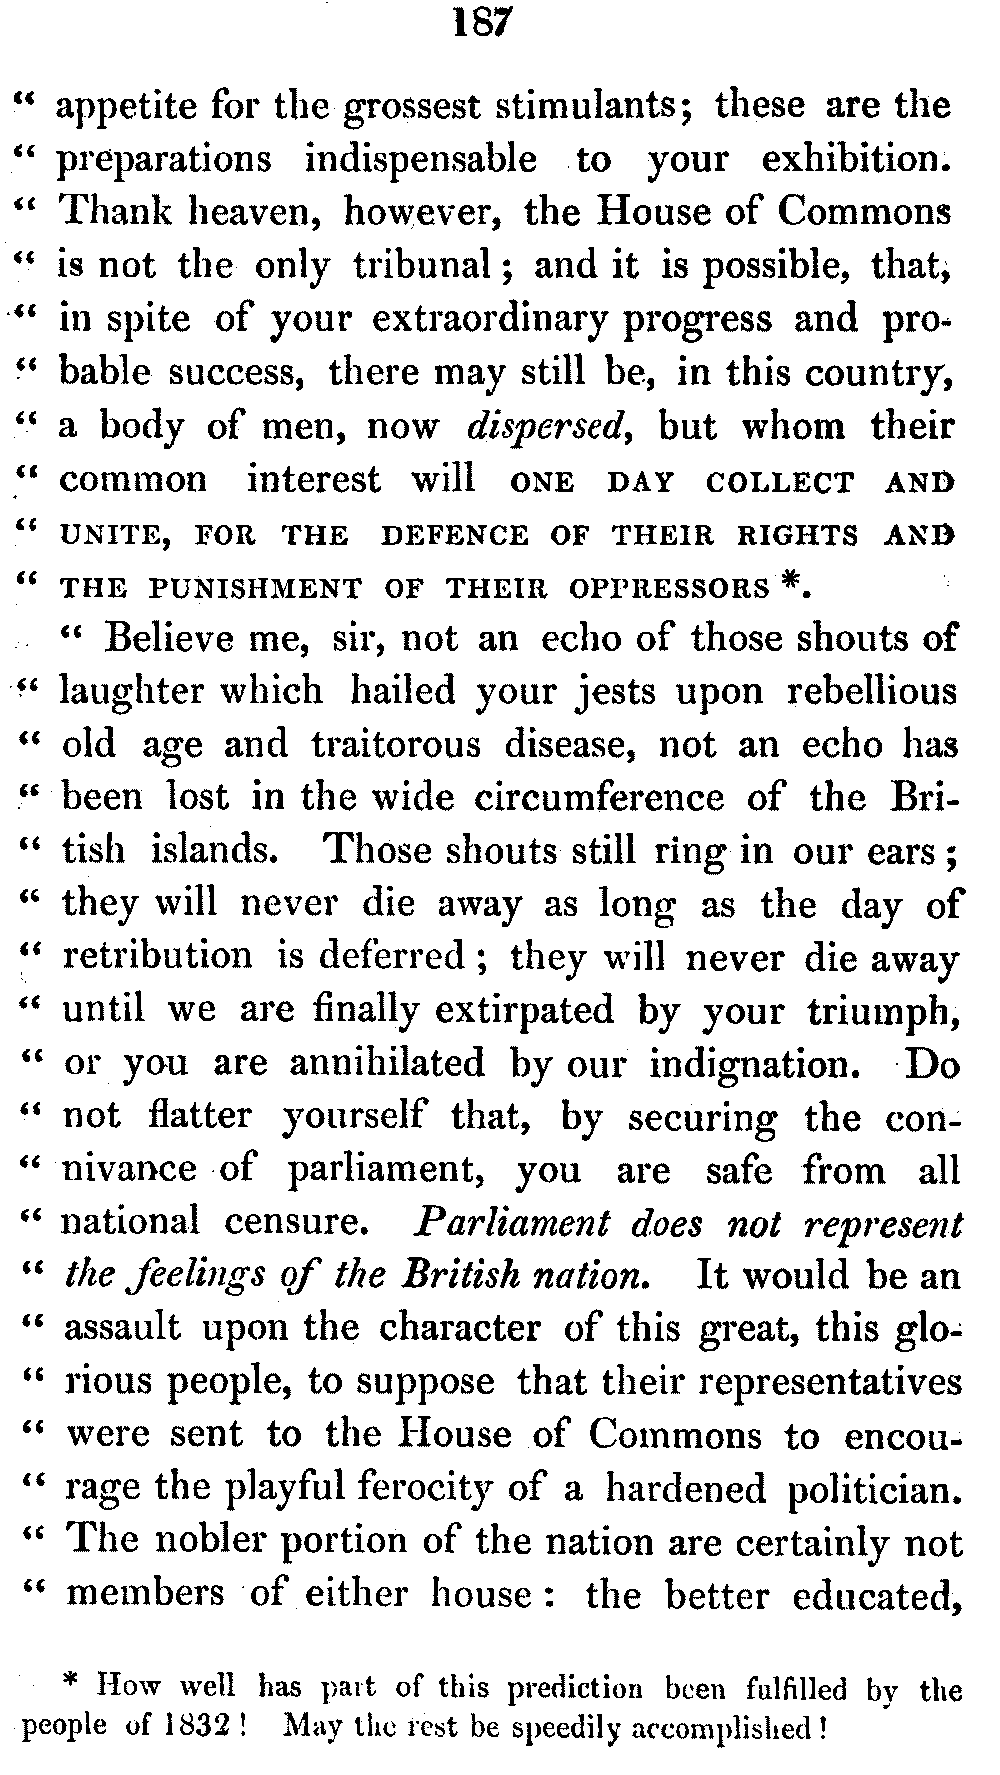 187
“ appetite for the grossest stimulants; these are the
“ preparations indispensable to your exhibition.
“ Thank heaven, however, the House of Commons
“ is not the only tribunal; and it is possible, that,
“ in spite of your extraordinary progress and pro-
“ bable success, there may still be, in this country,
“ a body of men, now dispersed, but whom their
“ common interest will ONE DAY COLLECT AND
“ UNITE, FOR THE DEFENCE OF THEIR RIGHTS AND
“ THE PUNISHMENT OF THEIR OPPRESSORS *.
“ Believe me, sir, not an echo of those shouts of
“ laughter which hailed your jests upon rebellious
“ old age and traitorous disease, not an echo has
“ been lost in the wide circumference of the Bri-
“ tish islands. Those shouts still ring in our ears;
“ they will never die away as long as the day of
“ retribution is deferred; they will never die away
“ until we are finally extirpated by your triumph,
“ or you are annihilated by our indignation. Do
“ not flatter yourself that, by securing the con-
“ nivance of parliament, you are safe from all
“ national censure. Parliament does not represent
“ the feelings of the British nation. It would be an
“ assault upon the character of this great, this glo-
“ rious people, to suppose that their representatives
“ were sent to the House of Commons to encou-
“ rage the playful ferocity of a hardened politician.
“ The nobler portion of the nation are certainly not
“ members of either house: the better educated,
* How well has part of this prediction been fulfilled by the
people of 1832! May the rest be speedily accomplished!